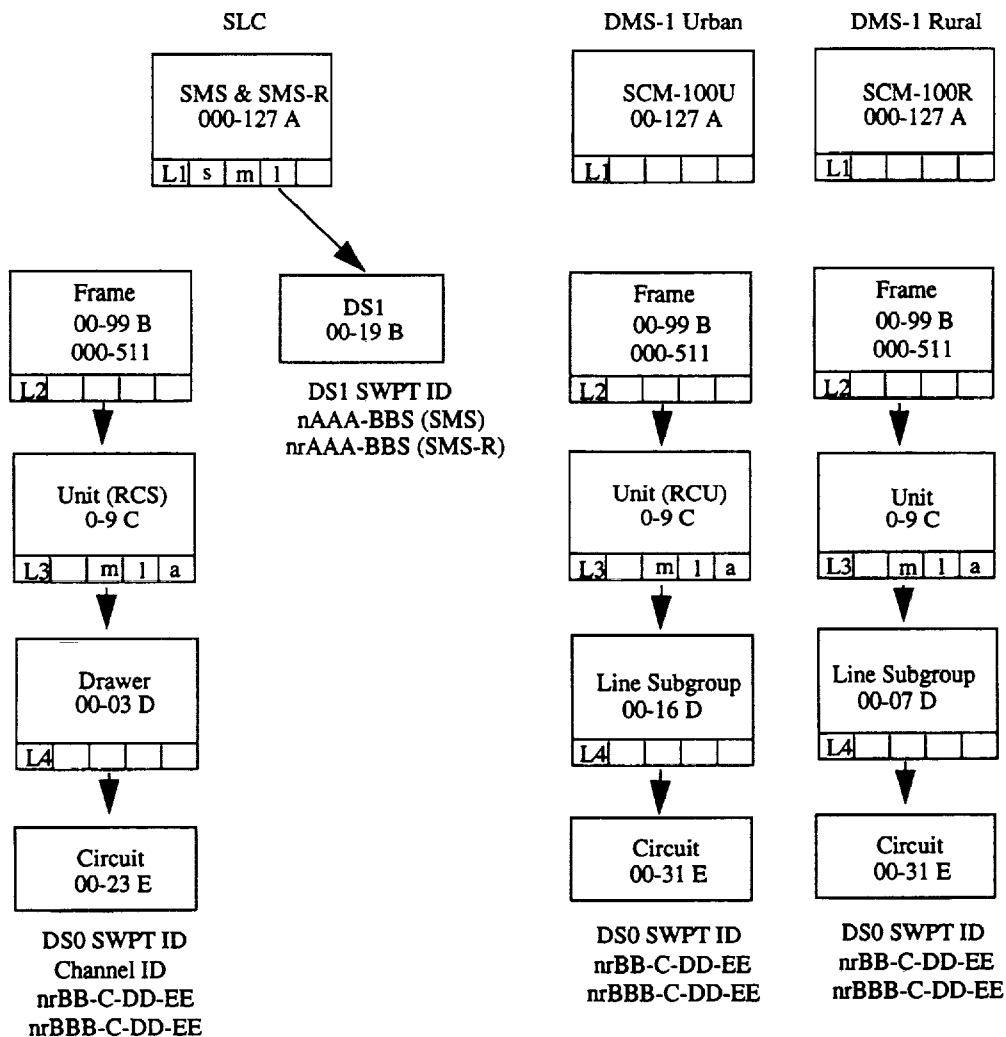 SLC
SMS & SMS-R
000-127 A
L1 s m l
DS1
00-19 B
DS1 SWPT ID
nAAA-BBS (SMS)
nrAAA-BBS (SMS-R)
Frame
00-99 B
000-511
L2
Unit (RCS)
0-9 C
L3 m l a
Drawer
00-03 D
L4
Circuit
00-23 E
DS0 SWPT ID
Channel ID
nrBB-C-DD-EE
nrBBB-C-DD-EE
DMS-1 Urban
SCM-100U
00-127 A
L1
Frame
00-99 B
000-511
L2
Unit (RCU)
0-9 C
L3 m l a
Line Subgroup
00-16 D
L4
Circuit
00-31 E
DS0 SWPT ID
nrBB-C-DD-EE
nrBBB-C-DD-EE
DMS-1 Rural
SCM-100R
000-127 A
L1
Frame
00-99 B
000-511
L2
Unit
0-9 C
L3 m l a
Line Subgroup
00-07 D
L4
Circuit
00-31 E
DS0 SWPT ID
nrBB-C-DD-EE
nrBBB-C-DD-EE